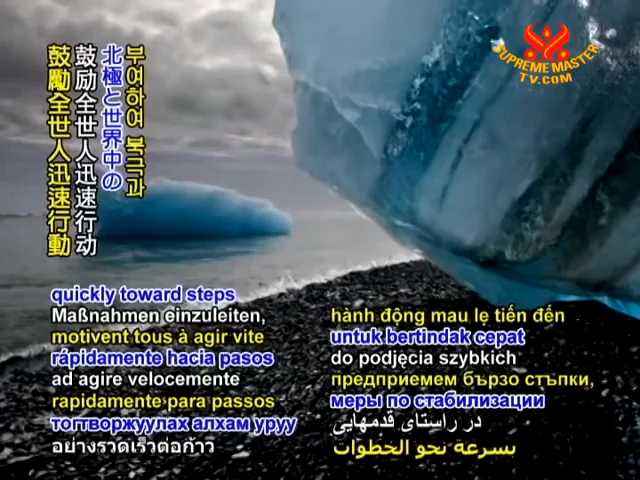 SUPREME MASTER
TV.COM
부여하여 북극과
北極と世界中の
鼓励全世人迅速行动
鼓勵全世人迅速行動
quickly toward steps
Maßnahmen einzuleiten,
motivent tous à agir vite
rápidamente hacia pasos
ad agire velocemente
rapidamente para passos
тогтворжуулах алхам уруу
อย่างรวดเร็วต่อก้าว
hành động mau lẹ tiến đến
untuk bertindak cepat
do podjęcia szybkich
предприемем бързо стъпки,
меры по стабилизации
در راستای قدمهایی
بسرعة نحو الخطوات